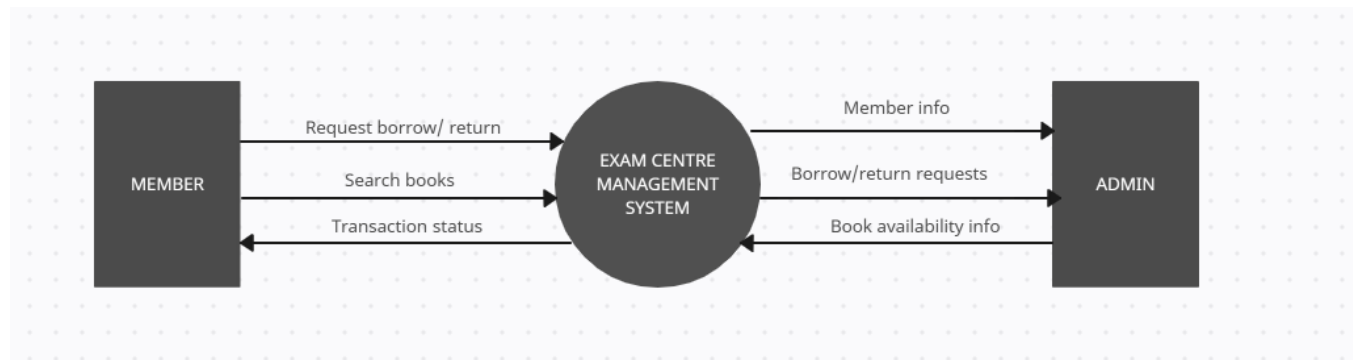 MEMBER
Request borrow/ return
Search books
Transaction status
EXAM CENTRE
MANAGEMENT
SYSTEM
Member info
Borrow/return requests
Book availability info
ADMIN